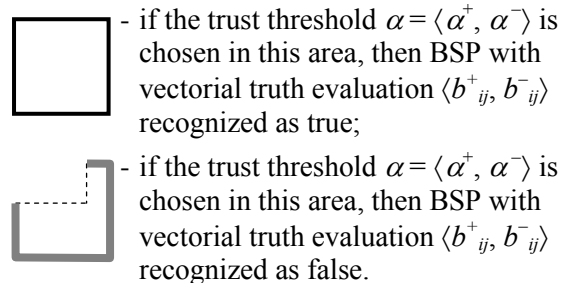 - if the trust threshold α = ⟨α⁺, α⁻⟩ is
chosen in this area, then BSP with
vectorial truth evaluation ⟨b⁺ᵢⱼ, b⁻ᵢⱼ⟩
recognized as true;
- if the trust threshold α = ⟨α⁺, α⁻⟩ is
chosen in this area, then BSP with
vectorial truth evaluation ⟨b⁺ᵢⱼ, b⁻ᵢⱼ⟩
recognized as false.